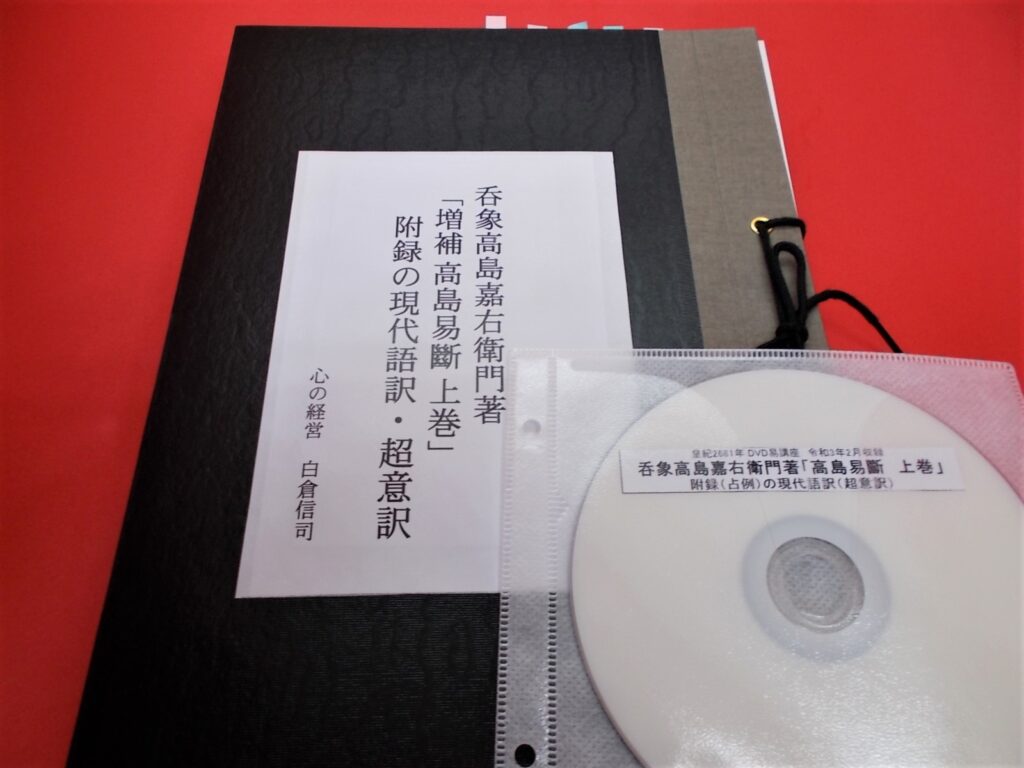 呑象高島嘉右衛門著
「増補 高島易斷 上巻」
附録の現代語訳・超意訳
心の経営 白倉信司
皇紀2681年 DVD易講座 令和3年2月収録
呑象高島嘉右衛門著「高島易斷 上巻」
附録(占例)の現代語訳(超意訳)